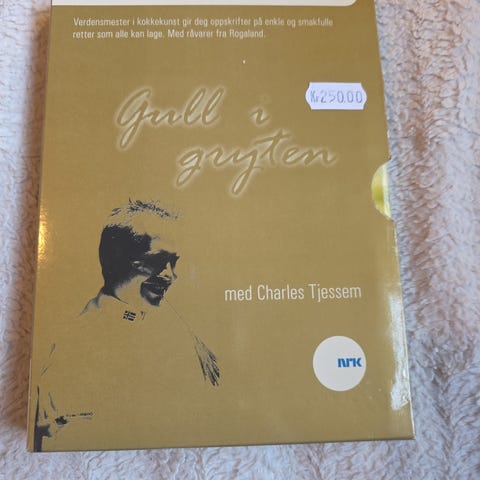 Verdensmester i kokkekunst gir deg oppskrifter på enkle og smakfulle
retter som alle kan lage. Med råvarer fra Rogaland.
Kr250.00
Gull i
gryten
med Charles Tjessem
NRK